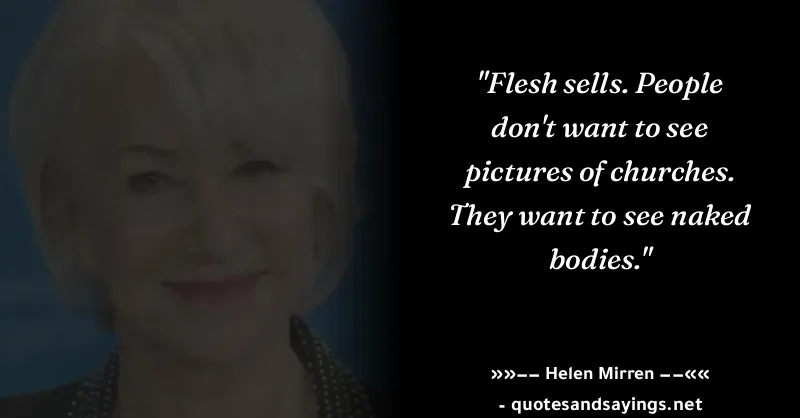 "Flesh sells. People
don't want to see
pictures of churches.
They want to see naked
bodies."
»»−− Helen Mirren −−««
- quotesandsayings.net